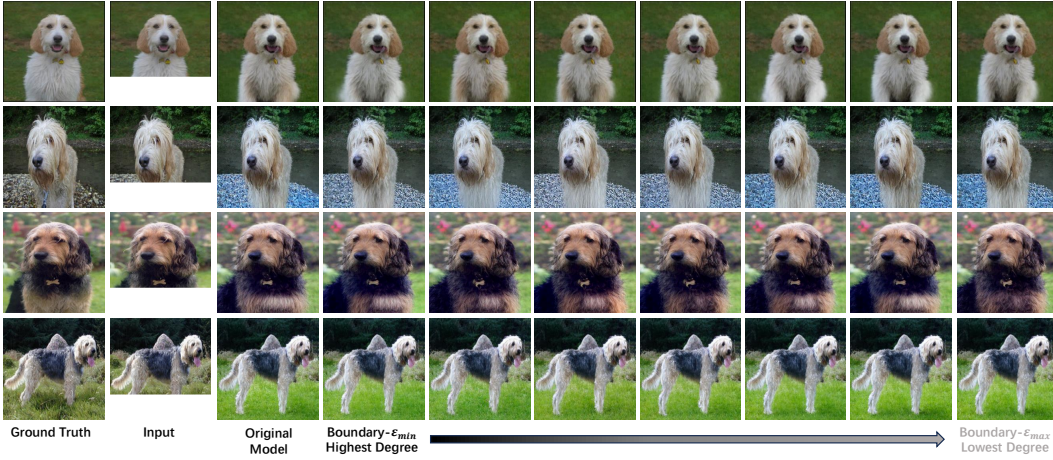 Ground Truth
Input
Original
Model
Boundary-εmin
Highest Degree
Boundary-εmax
Lowest Degree